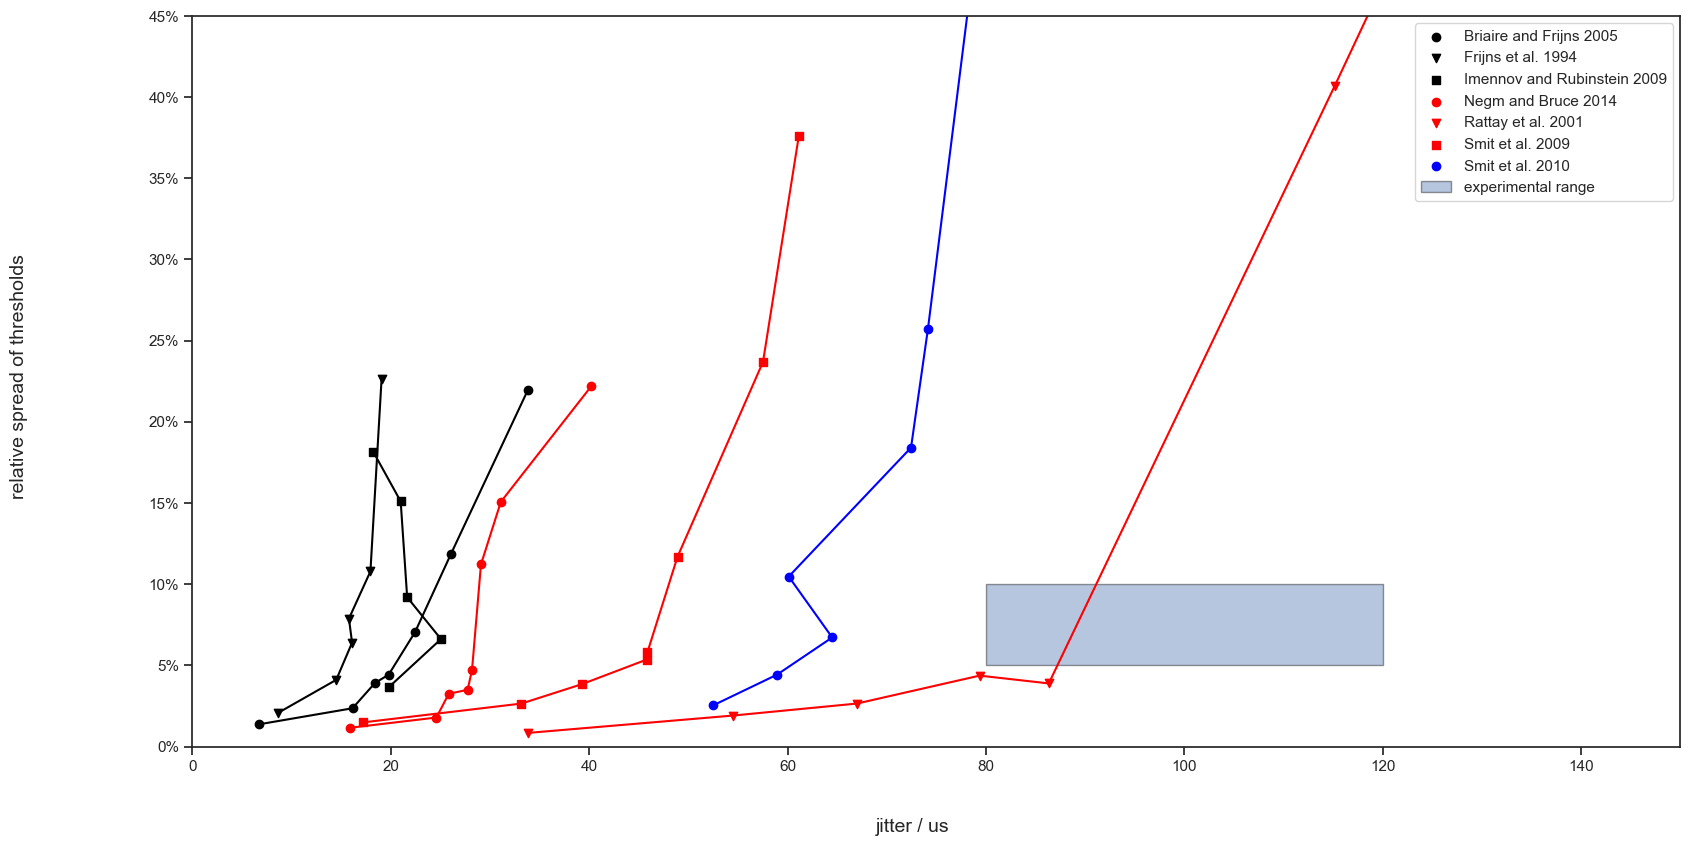 45%
40%
35%
30%
25%
20%
15%
10%
5%
0%
relative spread of thresholds
0 20 40 60 80 100 120 140
jitter / us
Briaire and Frijns 2005
Frijns et al. 1994
Imennov and Rubinstein 2009
Negm and Bruce 2014
Rattay et al. 2001
Smit et al. 2009
Smit et al. 2010
experimental range